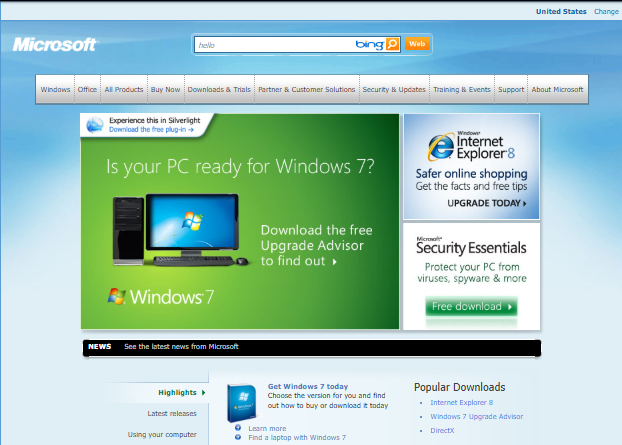 United States Change
Microsoft
hello bing Web
Windows Office All Products Buy Now Downloads & Trials Partner & Customer Solutions Security & Updates Training & Events Support About Microsoft
Experience this in Silverlight
Download the free plug-in
Is your PC ready for Windows 7?
Download the free
Upgrade Advisor
to find out
Windows 7
Windows
Internet
Explorer 8
Safer online shopping
Get the facts and free tips
UPGRADE TODAY
Microsoft
Security Essentials
Protect your PC from
viruses, spyware & more
Free download
NEWS See the latest news from Microsoft
Highlights
Latest releases
Using your computer
Get Windows 7 today
Choose the version for you and find
out how to buy or download it today
Learn more
Find a laptop with Windows 7
Popular Downloads
Internet Explorer 8
Windows 7 Upgrade Advisor
DirectX